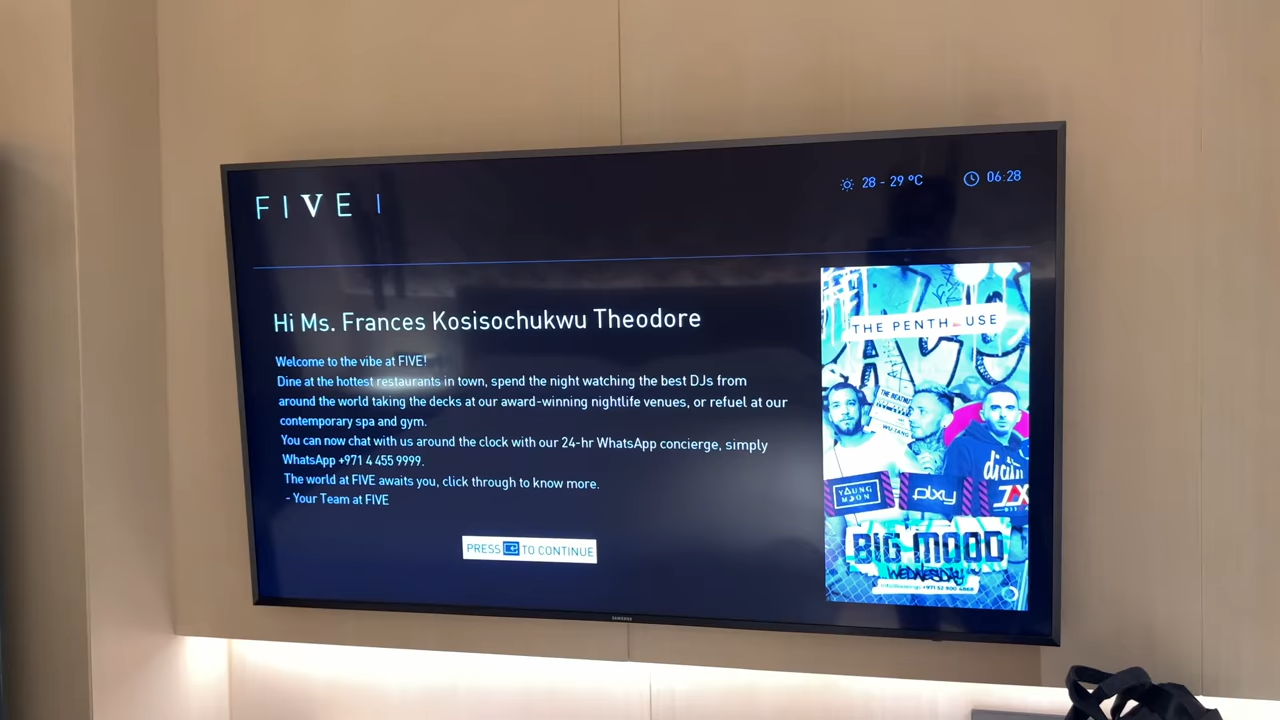 FIVE |
28 - 29 °C
06:28
Hi Ms. Frances Kosisochukwu Theodore
Welcome to the vibe at FIVE!
Dine at the hottest restaurants in town, spend the night watching the best DJs from
around the world taking the decks at our award-winning nightlife venues, or refuel at our
contemporary spa and gym.
You can now chat with us around the clock with our 24-hr WhatsApp concierge, simply
WhatsApp +971 4 455 9999.
The world at FIVE awaits you, click through to know more.
- Your Team at FIVE
PRESS TO CONTINUE
THE PENTH USE
YOUNG
MOON
plxy
BIG MOOD
WEDNESDAY
SAMSUNG